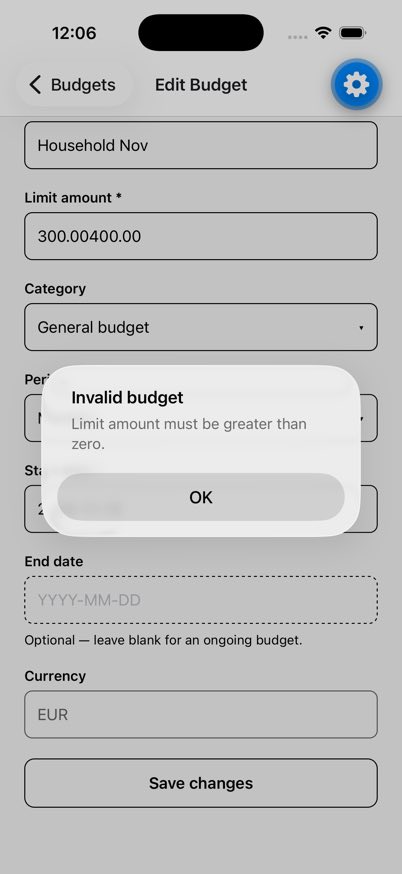 12:06
Budgets
Edit Budget
Household Nov
Limit amount *
300.00400.00
Category
General budget
Invalid budget
Limit amount must be greater than
zero.
OK
End date
YYYY-MM-DD
Optional — leave blank for an ongoing budget.
Currency
EUR
Save changes